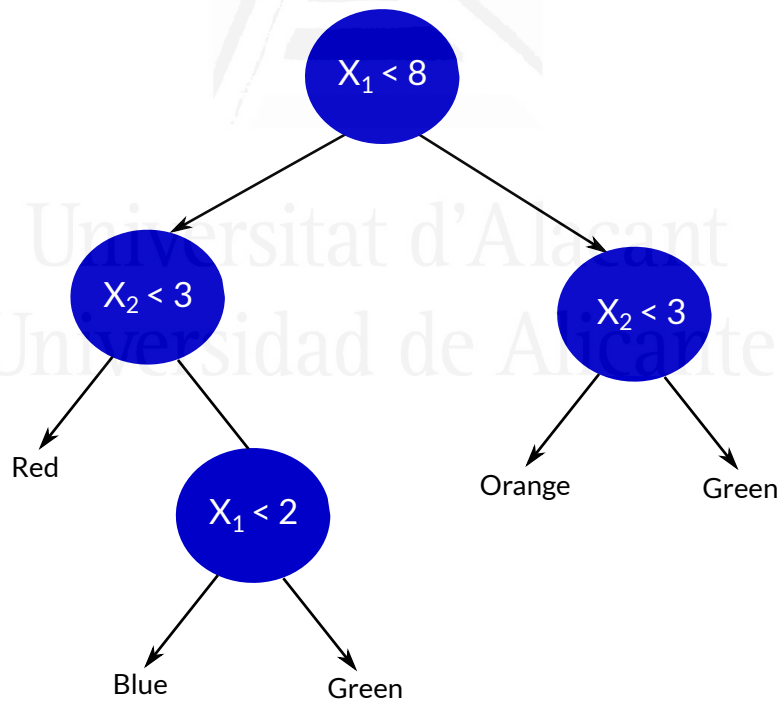 X₁ < 8
Universitat d'Alacant
X₂ < 3
X₂ < 3
Universidad de Alicante
Red
Orange
Green
X₁ < 2
Blue
Green